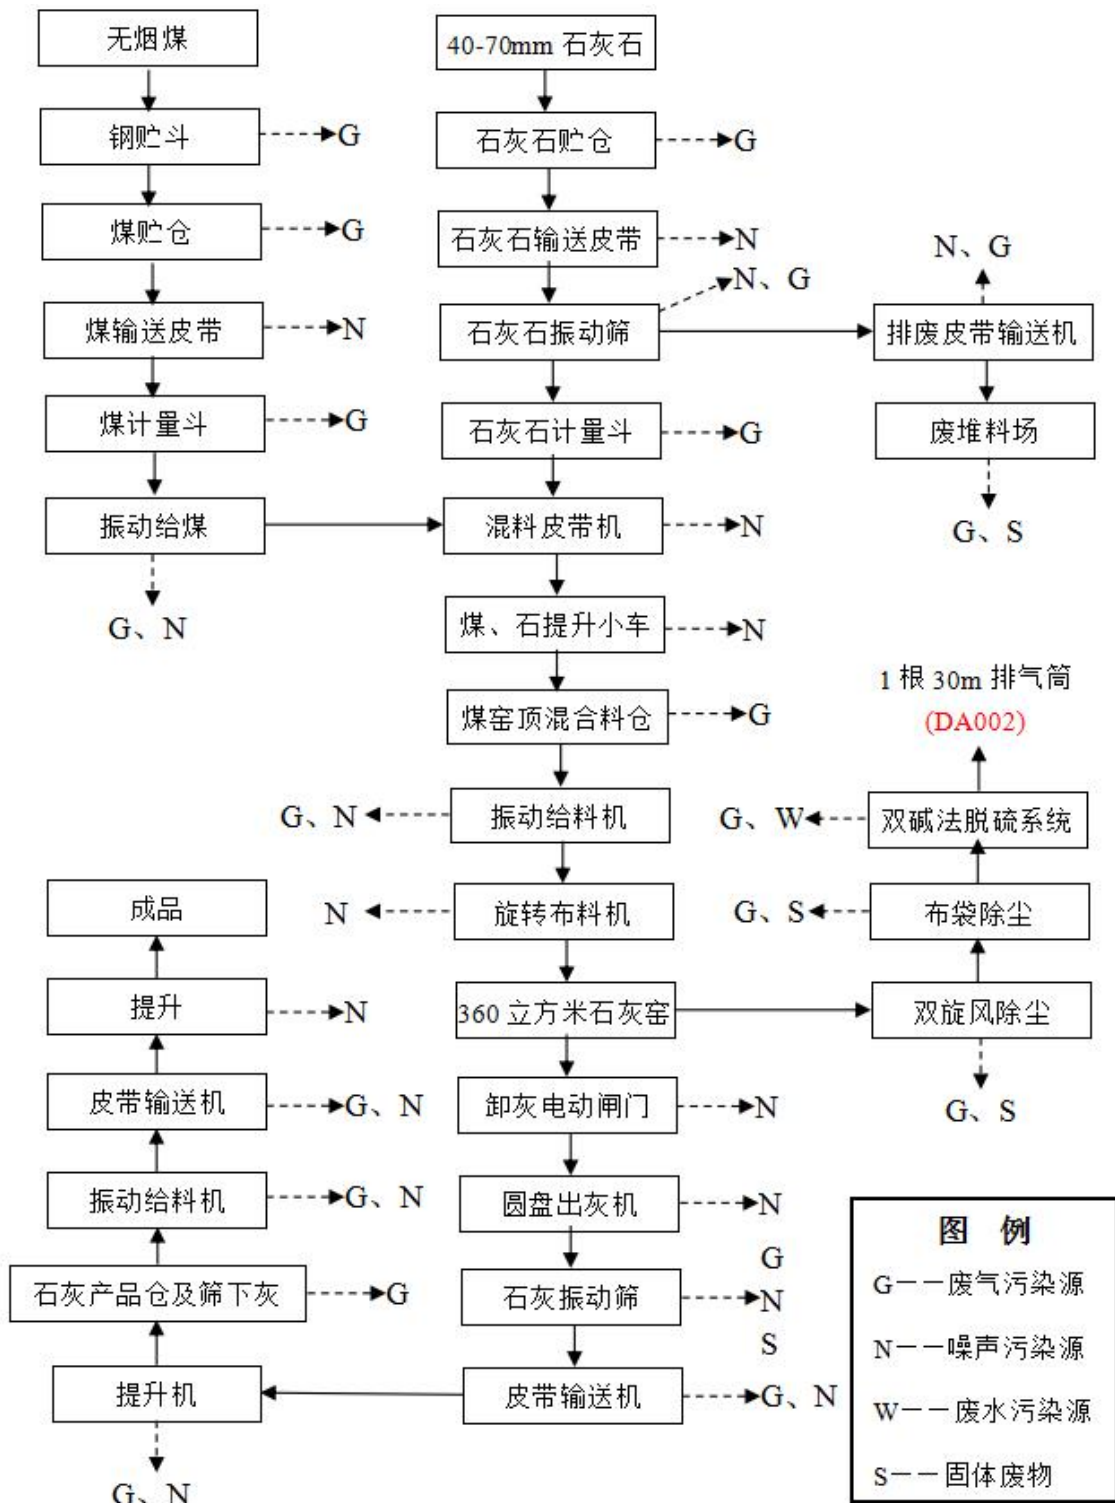 无烟煤
钢贮斗
G
煤贮仓
G
煤输送皮带
N
煤计量斗
G
振动给煤
G、N
40-70mm 石灰石
石灰石贮仓
G
石灰石输送皮带
N
N、G
石灰石振动筛
N、G
排废皮带输送机
废堆料场
G、S
石灰石计量斗
G
混料皮带机
N
煤、石提升小车
N
煤窑顶混合料仓
G
G、N
振动给料机
N
旋转布料机
360 立方米石灰窑
1 根 30m 排气筒
(DA002)
G、W
双碱法脱硫系统
G、S
布袋除尘
双旋风除尘
G、S
卸灰电动闸门
N
圆盘出灰机
N
石灰振动筛
G
N
S
皮带输送机
G、N
成品
提升
N
皮带输送机
G、N
振动给料机
G、N
石灰产品仓及筛下灰
G
提升机
G、N
图 例
G——废气污染源
N——噪声污染源
W——废水污染源
S——固体废物